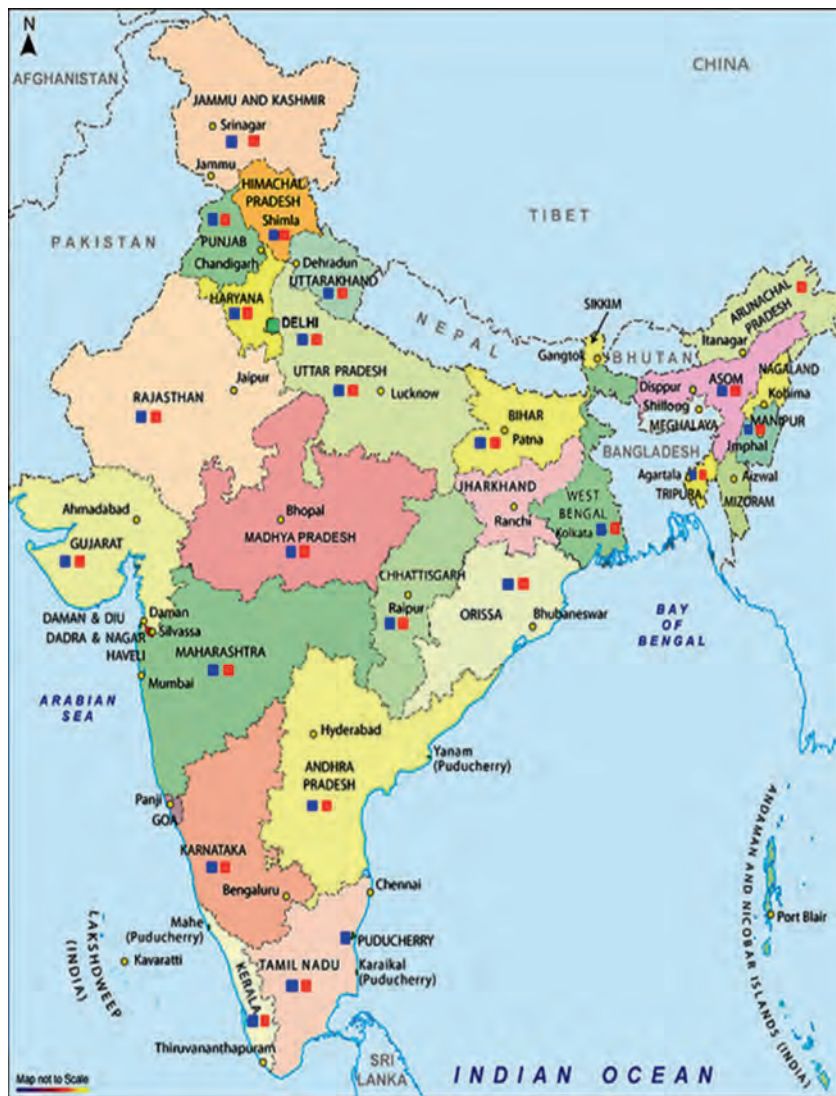 N
AFGHANISTAN
CHINA
JAMMU AND KASHMIR
Srinagar
Jammu
HIMACHAL
PRADESH
Shimla
TIBET
PAKISTAN
PUNJAB
Chandigarh
Dehradun
UTTARAKHAND
HARYANA
DELHI
NEPAL
SIKKIM
ARUNACHAL
PRADESH
Itanagar
Gangtok
BHUTAN
NAGALAND
UTTAR PRADESH
Jaipur
Lucknow
RAJASTHAN
Disppur
ASOM
Kohima
Shilloong
MEGHALAYA
MANIPUR
Jmphal
BIHAR
Patna
BANGLADESH
Agartala
Aizwal
TRIPURA
MIZORAM
JHARKHAND
Ranchi
WEST
BENGAL
Kolkata
Ahmadabad
GUJARAT
Bhopal
MADHYA PRADESH
CHHATTISGARH
Raipur
ORISSA
Bhubaneswar
DAMAN & DIU
Daman
DADRA & NAGAR
HAVELI
Silvassa
MAHARASHTRA
Mumbai
BAY
OF
BENGAL
ARABIAN
SEA
Hyderabad
Yanam
(Puducherry)
ANDHRA
PRADESH
Panji
GOA
KARNATAKA
Bengaluru
Chennai
ANDAMAN AND NICOBAR ISLANDS (INDIA)
Port Blair
Mahe
(Puducherry)
PUDUCHERRY
LAKSHDWEEP
(INDIA)
Kavaratti
KERALA
TAMIL NADU
Karaikal
(Puducherry)
Thiruvananthapuram
SRI
LANKA
INDIAN OCEAN
Map not to Scale